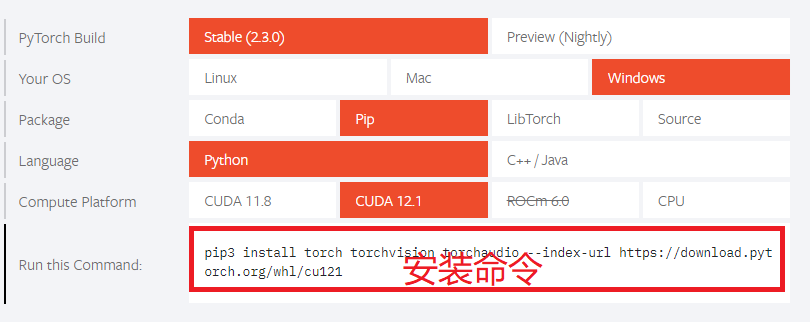 PyTorch Build
Stable (2.3.0)
Preview (Nightly)
Your OS
Linux
Mac
Windows
Package
Conda
Pip
LibTorch
Source
Language
Python
C++ / Java
Compute Platform
CUDA 11.8
CUDA 12.1
ROCm 6.0
CPU
Run this Command:
pip3 install torch torchvision torchaudio --index-url https://download.pyt
orch.org/whl/cu121
安装命令